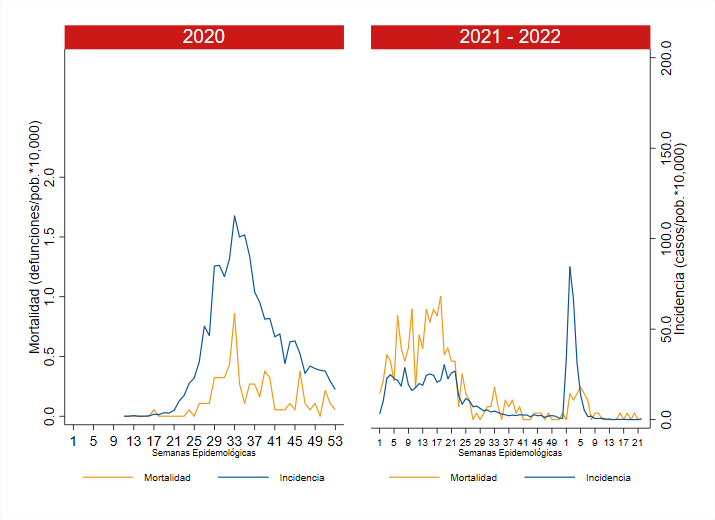 2020
2021 - 2022
Mortalidad (defunciones/pob.*10,000)
0.0 0.5 1.0 1.5 2.0
1 5 9 13 17 21 25 29 33 37 41 45 49 53
Semanas Epidemológicas
Mortalidad Incidencia
0.0 50.0 100.0 150.0 200.0
Incidencia (casos/pob.*10,000)
1 5 9 13 17 21 25 29 33 37 41 45 49 1 5 9 13 17 21
Semanas Epidemológicas
Mortalidad Incidencia